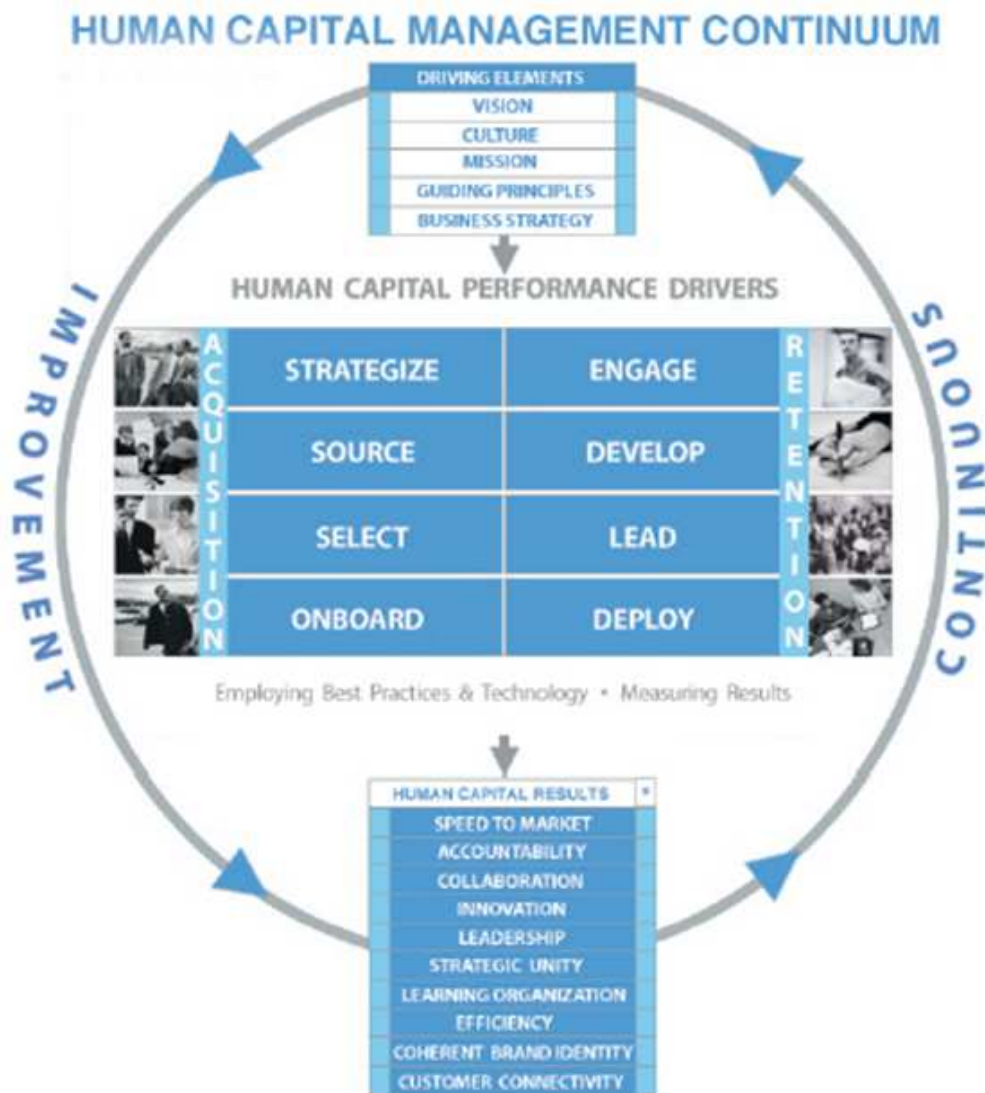 HUMAN CAPITAL MANAGEMENT CONTINUUM
DRIVING ELEMENTS
VISION
CULTURE
MISSION
GUIDING PRINCIPLES
BUSINESS STRATEGY
HUMAN CAPITAL PERFORMANCE DRIVERS
ACQUISITION
STRATEGIZE
ENGAGE
SOURCE
DEVELOP
SELECT
LEAD
ONBOARD
DEPLOY
RETENTION
Employing Best Practices & Technology • Measuring Results
HUMAN CAPITAL RESULTS
SPEED TO MARKET
ACCOUNTABILITY
COLLABORATION
INNOVATION
LEADERSHIP
STRATEGIC UNITY
LEARNING ORGANIZATION
EFFICIENCY
COHERENT BRAND IDENTITY
CUSTOMER CONNECTIVITY
CONTINUOUS
IMPROVEMENT